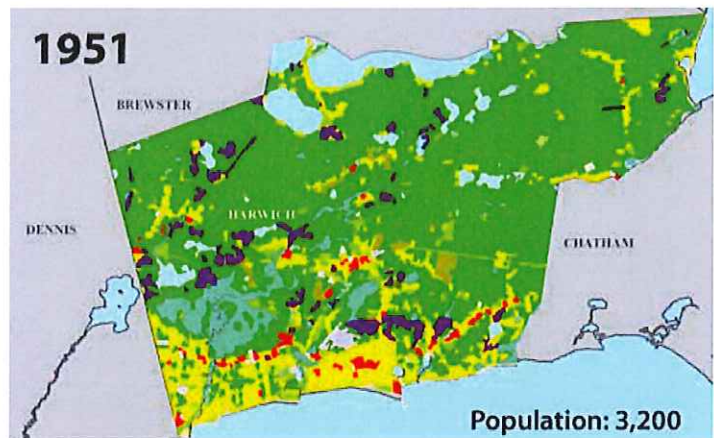 1951
BREWSTER
HARWICH
DENNIS
CHATHAM
Population: 3,200